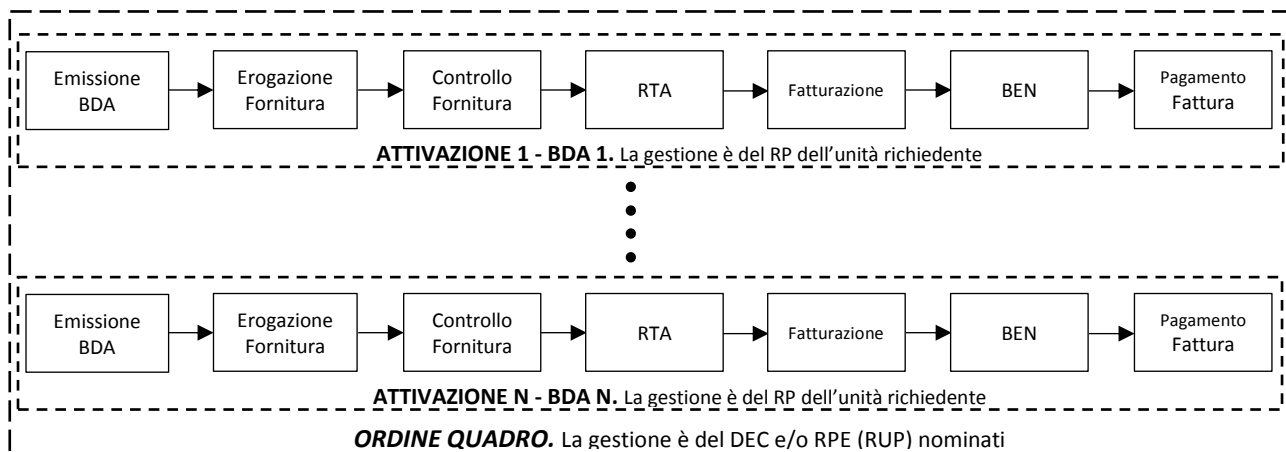 Emissione
BDA
Erogazione
Fornitura
Controllo
Fornitura
RTA
Fatturazione
BEN
Pagamento
Fattura
ATTIVAZIONE 1 - BDA 1. La gestione è del RP dell'unità richiedente
Emissione
BDA
Erogazione
Fornitura
Controllo
Fornitura
RTA
Fatturazione
BEN
Pagamento
Fattura
ATTIVAZIONE N - BDA N. La gestione è del RP dell'unità richiedente
ORDINE QUADRO. La gestione è del DEC e/o RPE (RUP) nominati